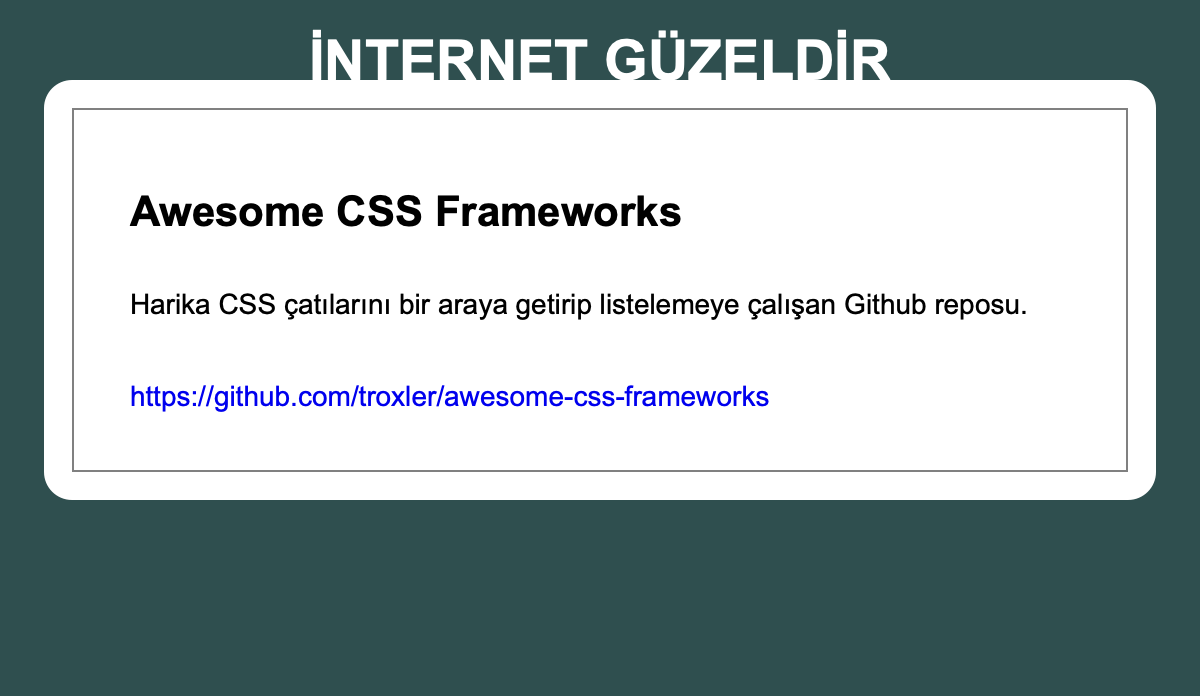 İNTERNET GÜZELDİR
Awesome CSS Frameworks
Harika CSS çatılarını bir araya getirip listelemeye çalışan Github reposu.
https://github.com/troxler/awesome-css-frameworks